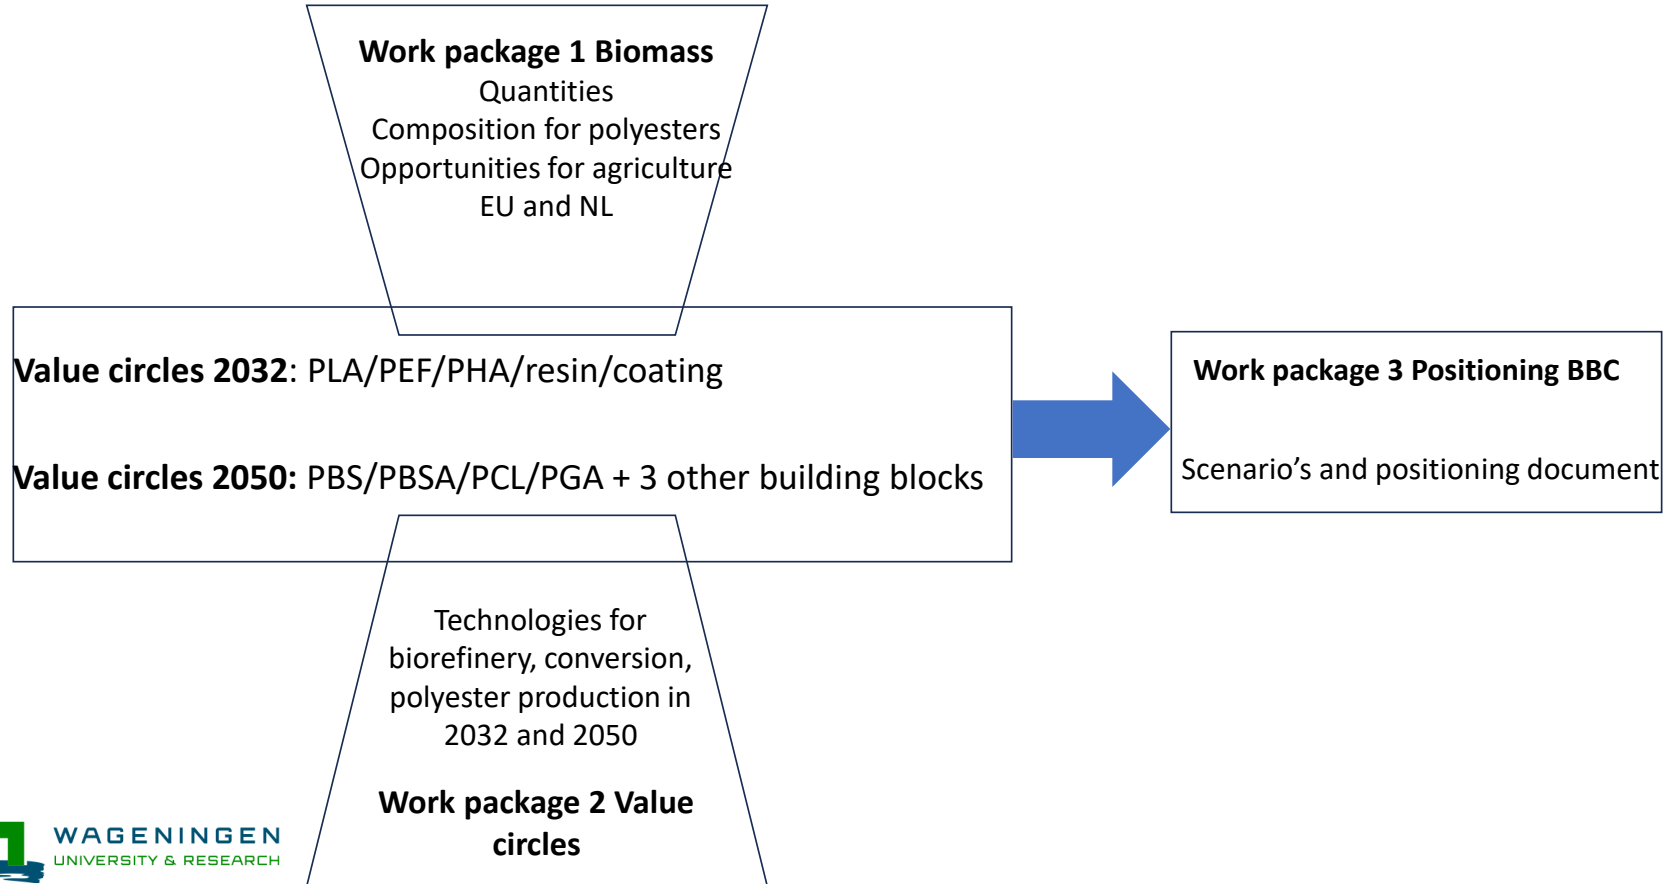 Work package 1 Biomass
Quantities
Composition for polyesters
Opportunities for agriculture
EU and NL
Value circles 2032: PLA/PEF/PHA/resin/coating
Value circles 2050: PBS/PBSA/PCL/PGA + 3 other building blocks
Work package 3 Positioning BBC
Scenario's and positioning document
Technologies for
biorefinery, conversion,
polyester production in
2032 and 2050
Work package 2 Value
circles
WAGENINGEN
UNIVERSITY & RESEARCH